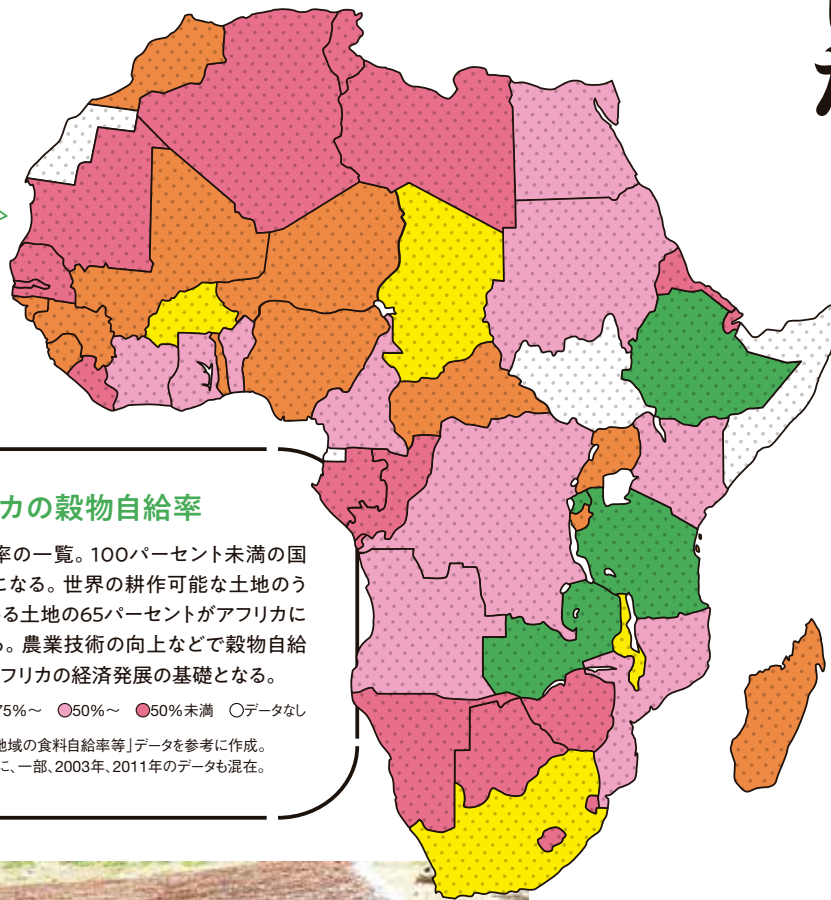 カの穀物自給率
率の一覧。100パーセント未満の国
になる。世界の耕作可能な土地のう
る土地の65パーセントがアフリカに
。農業技術の向上などで穀物自給
フリカの経済発展の基礎となる。
75%〜 ●50%〜 ●50%未満 ○データなし
地域の食料自給率等」データを参考に作成。
に、一部、2003年、2011年のデータも混在。